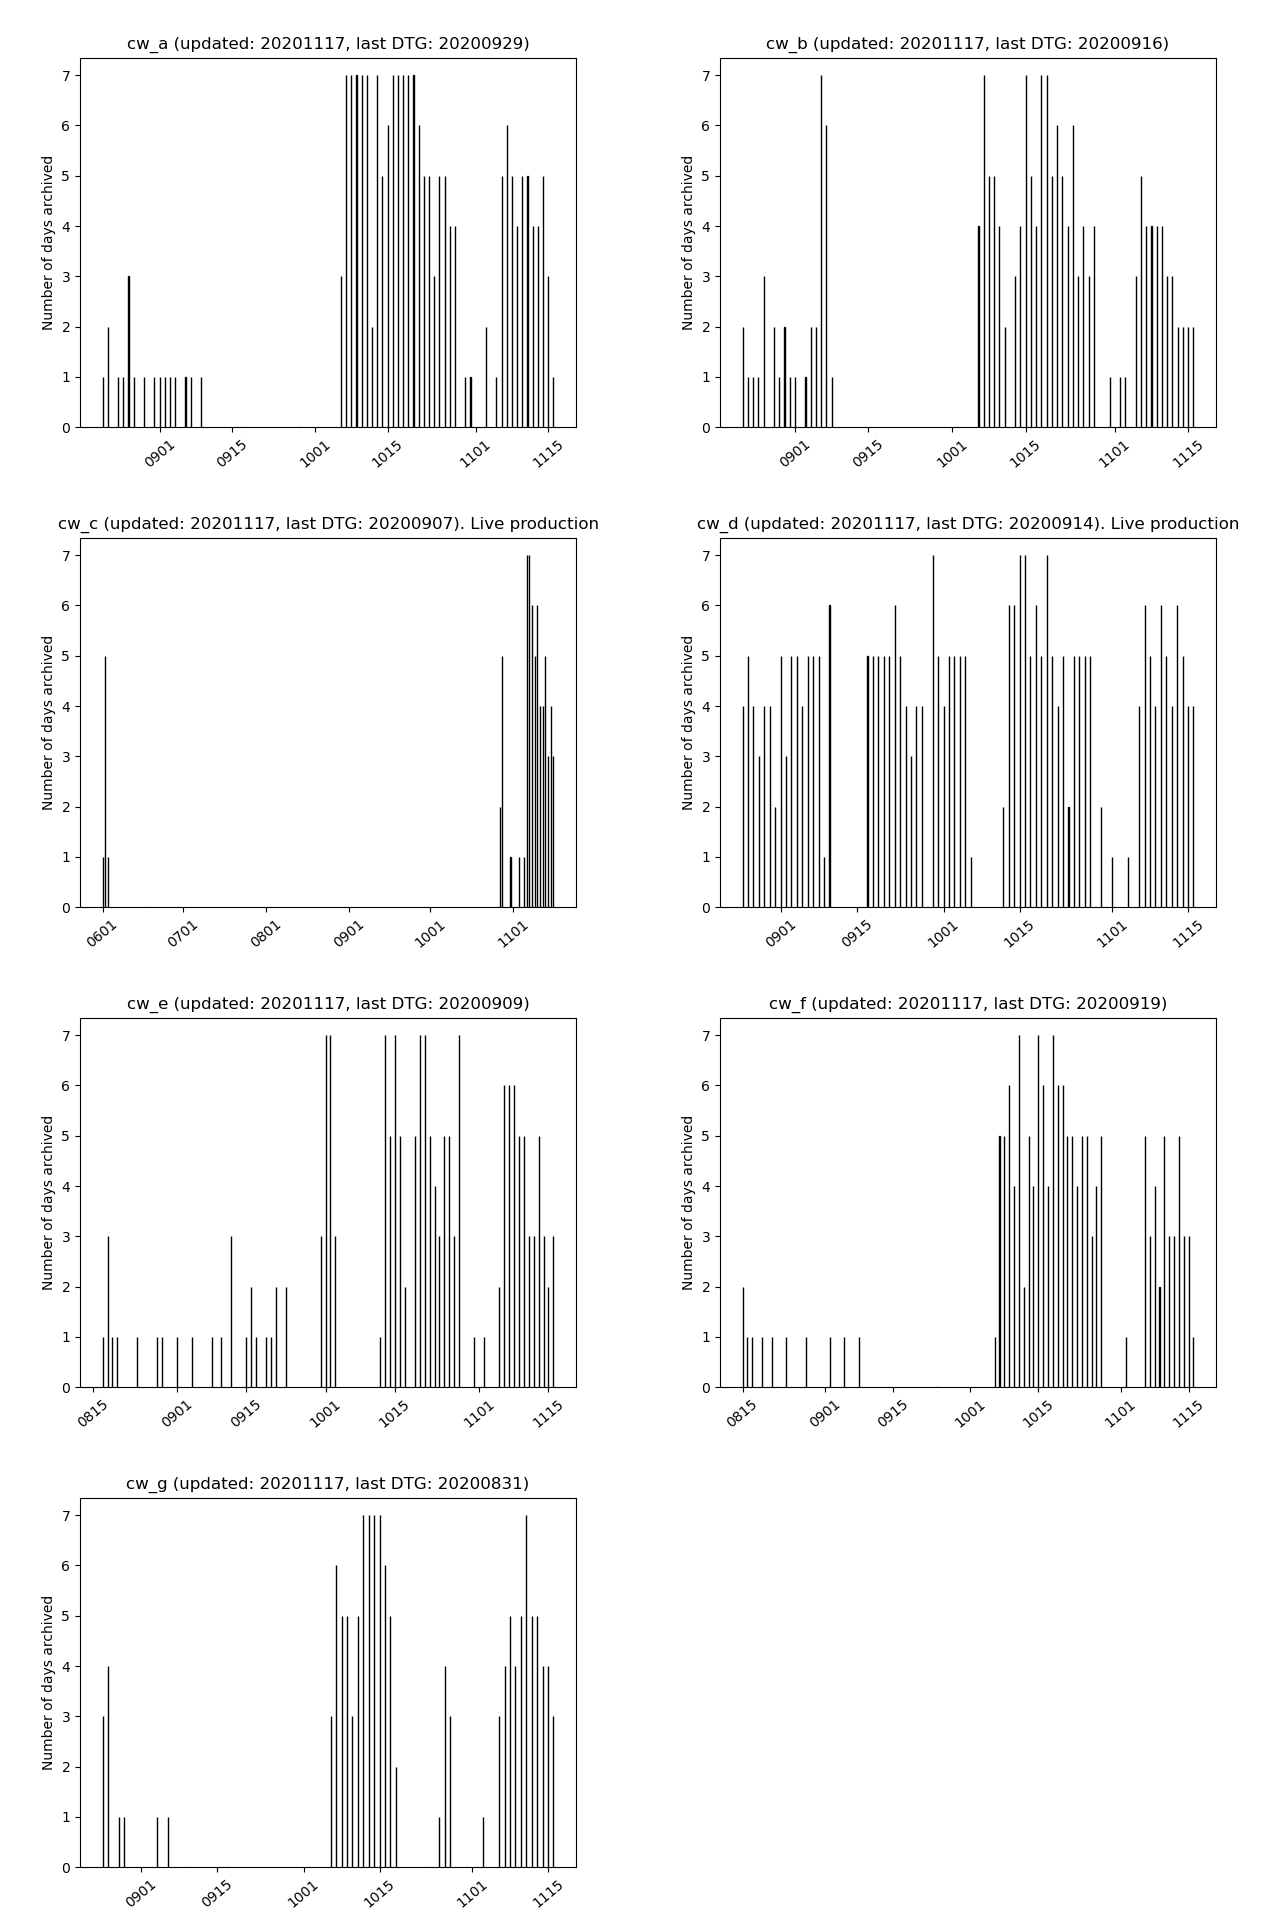 cw_a (updated: 20201117, last DTG: 20200929)
Number of days archived
7
6
5
4
3
2
1
0
0901 0915 1001 1015 1101 1115
cw_b (updated: 20201117, last DTG: 20200916)
Number of days archived
7
6
5
4
3
2
1
0
0901 0915 1001 1015 1101 1115
cw_c (updated: 20201117, last DTG: 20200907). Live production
Number of days archived
7
6
5
4
3
2
1
0
0601 0701 0801 0901 1001 1101
cw_d (updated: 20201117, last DTG: 20200914). Live production
Number of days archived
7
6
5
4
3
2
1
0
0901 0915 1001 1015 1101 1115
cw_e (updated: 20201117, last DTG: 20200909)
Number of days archived
7
6
5
4
3
2
1
0
0815 0901 0915 1001 1015 1101 1115
cw_f (updated: 20201117, last DTG: 20200919)
Number of days archived
7
6
5
4
3
2
1
0
0815 0901 0915 1001 1015 1101 1115
cw_g (updated: 20201117, last DTG: 20200831)
Number of days archived
7
6
5
4
3
2
1
0
0901 0915 1001 1015 1101 1115